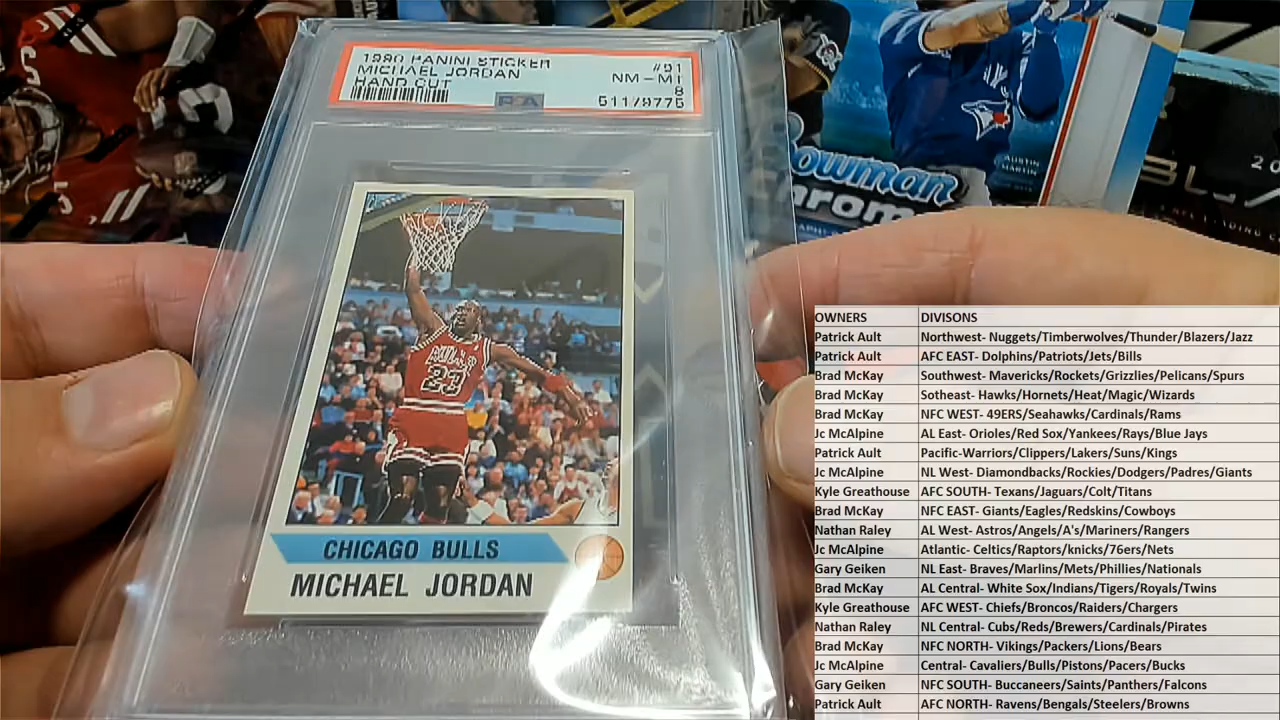 1990 PANINI STICKER #91
MICHAEL JORDAN NM-MT
HAND CUT 8
PSA
BULLS
23
CHICAGO BULLS
MICHAEL JORDAN
Bowman
Chrome
AUSTIN
MARTIN
OWNERS DIVISONS
Patrick Ault Northwest- Nuggets/Timberwolves/Thunder/Blazers/Jazz
Patrick Ault AFC EAST- Dolphins/Patriots/Jets/Bills
Brad McKay Southwest- Mavericks/Rockets/Grizzlies/Pelicans/Spurs
Brad McKay Sotheast- Hawks/Hornets/Heat/Magic/Wizards
Brad McKay NFC WEST- 49ERS/Seahawks/Cardinals/Rams
Jc McAlpine AL East- Orioles/Red Sox/Yankees/Rays/Blue Jays
Patrick Ault Pacific-Warriors/Clippers/Lakers/Suns/Kings
Jc McAlpine NL West- Diamondbacks/Rockies/Dodgers/Padres/Giants
Kyle Greathouse AFC SOUTH- Texans/Jaguars/Colt/Titans
Brad McKay NFC EAST- Giants/Eagles/Redskins/Cowboys
Nathan Raley AL West- Astros/Angels/A's/Mariners/Rangers
Jc McAlpine Atlantic- Celtics/Raptors/knicks/76ers/Nets
Gary Geiken NL East- Braves/Marlins/Mets/Phillies/Nationals
Brad McKay AL Central- White Sox/Indians/Tigers/Royals/Twins
Kyle Greathouse AFC WEST- Chiefs/Broncos/Raiders/Chargers
Nathan Raley NL Central- Cubs/Reds/Brewers/Cardinals/Pirates
Brad McKay NFC NORTH- Vikings/Packers/Lions/Bears
Jc McAlpine Central- Cavaliers/Bulls/Pistons/Pacers/Bucks
Gary Geiken NFC SOUTH- Buccaneers/Saints/Panthers/Falcons
Patrick Ault AFC NORTH- Ravens/Bengals/Steelers/Browns